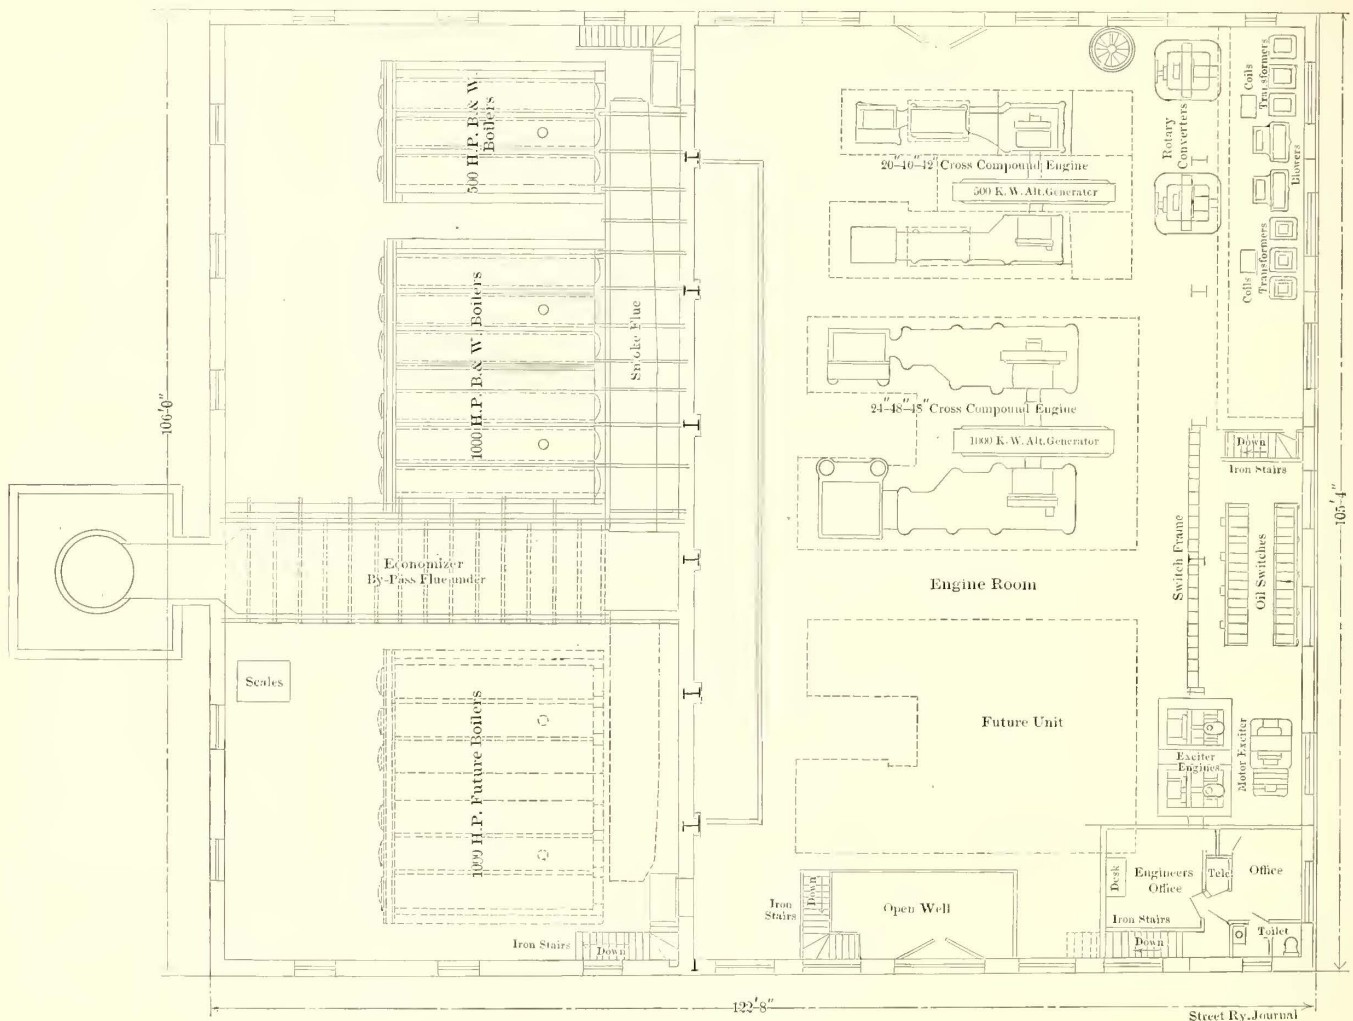 500 H.P. B.& W.
Boilers
1000 H.P. B.& W. Boilers
Smoke Flue
106'-0"
Economizer
By-Pass Flue under
Scales
1000 H.P. Future Boilers
Iron Stairs
Down
20"-40"-42" Cross Compound Engine
500 K.W. Alt. Generator
24"-48"-48" Cross Compound Engine
1000 K.W. Alt. Generator
Engine Room
Future Unit
Iron
Stairs
Down
Open Well
Rotary
Converters
Coils
Transformers
Blowers
Coils
Transformers
Down
Iron Stairs
Switch Frame
Oil Switches
105'-4"
Exciter
Engines
Motor Exciter
Desk
Engineers
Office
Tele
Office
Iron Stairs
Down
Toilet
122'-8"
Street Ry. Journal